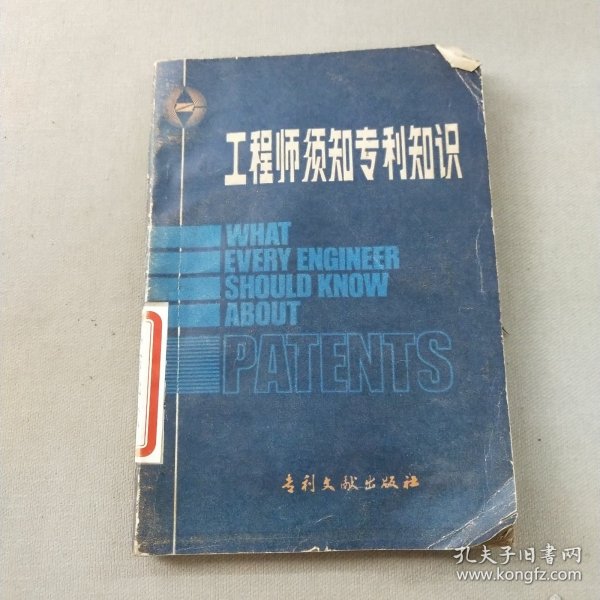 工程师须知专利知识
WHAT
EVERY ENGINEER
SHOULD KNOW
ABOUT
PATENTS
专利文献出版社
孔夫子旧书网
www.kongfz.com